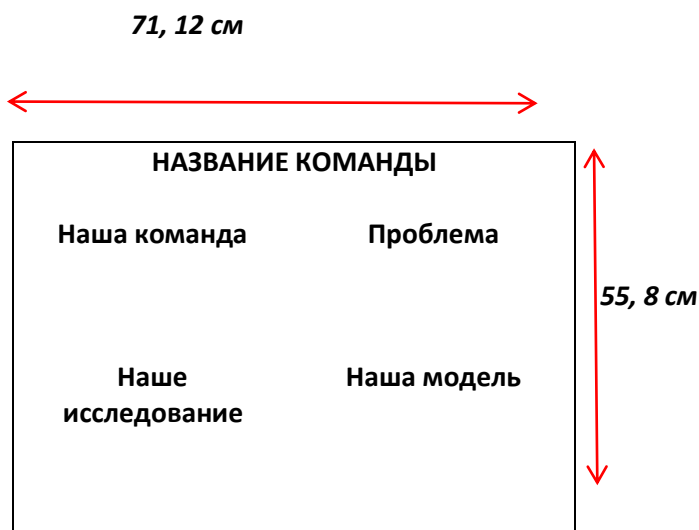 71, 12 см
НАЗВАНИЕ КОМАНДЫ
Наша команда
Проблема
55, 8 см
Наше
исследование
Наша модель